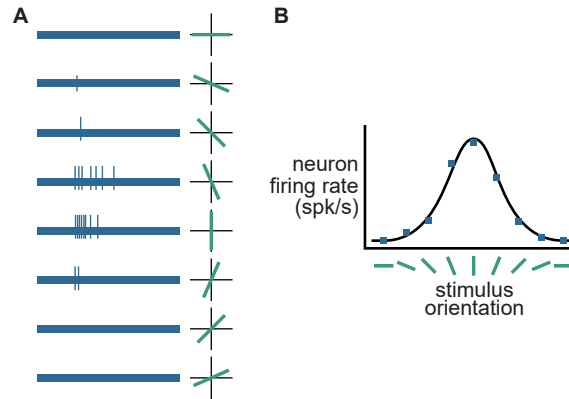 A
B
neuron
firing rate
(spk/s)
stimulus
orientation